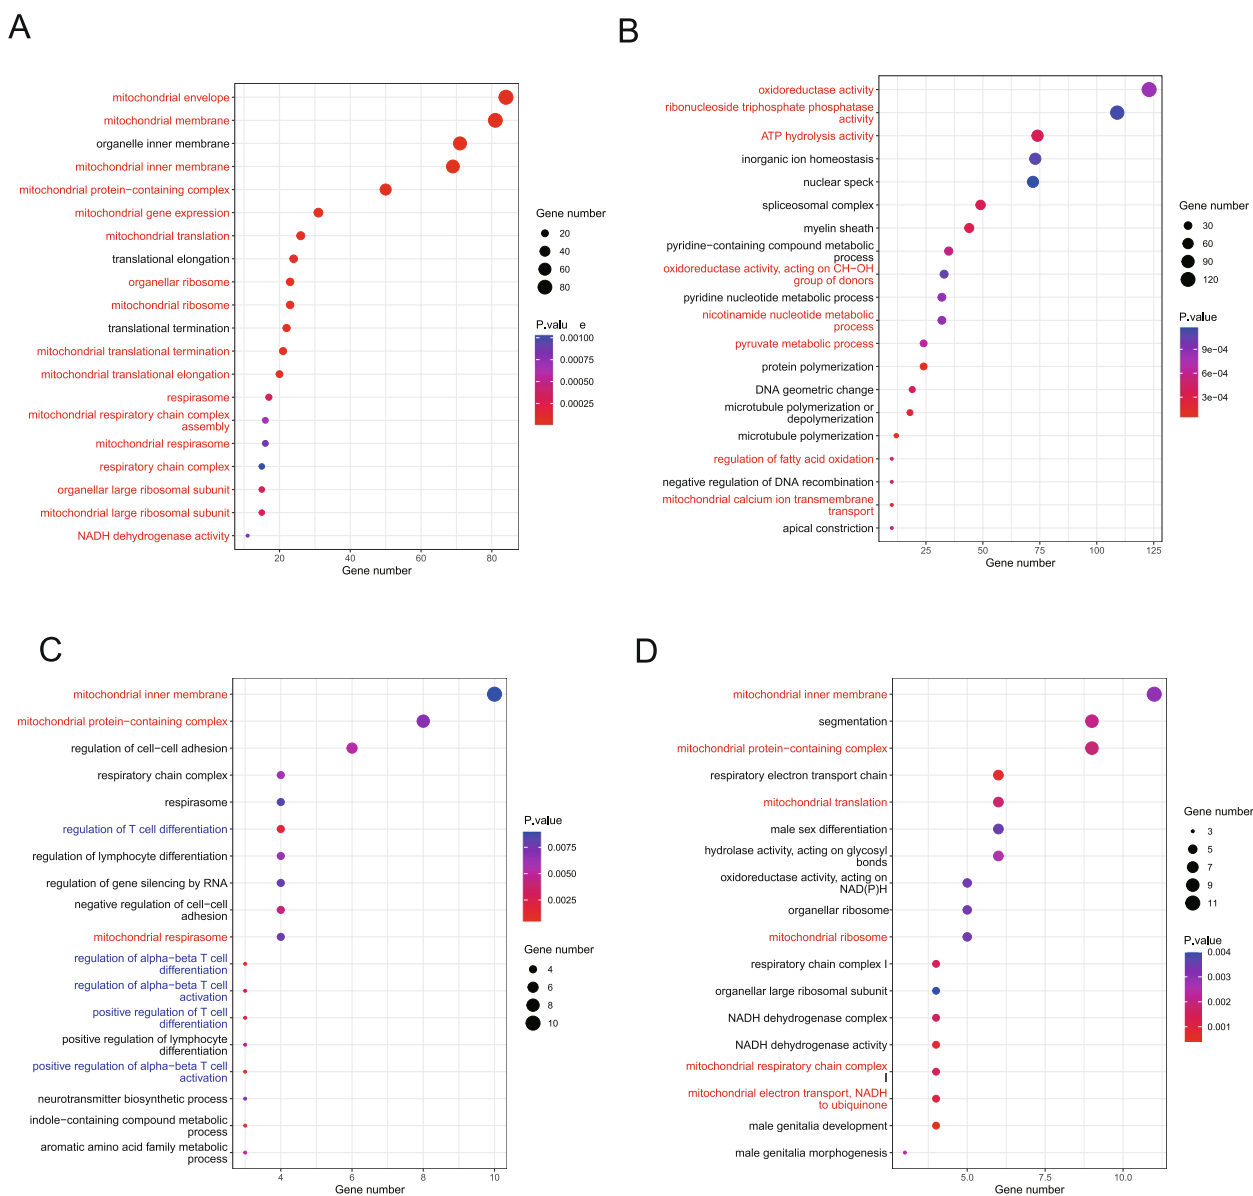 A
mitochondrial envelope
mitochondrial membrane
organelle inner membrane
mitochondrial inner membrane
mitochondrial protein−containing complex
mitochondrial gene expression
mitochondrial translation
translational elongation
organellar ribosome
mitochondrial ribosome
translational termination
mitochondrial translational termination
mitochondrial translational elongation
respirasome
mitochondrial respiratory chain complex
assembly
mitochondrial respirasome
respiratory chain complex
organellar large ribosomal subunit
mitochondrial large ribosomal subunit
NADH dehydrogenase activity
20 40 60 80
Gene number
Gene number
20
40
60
80
P.valu e
0.00100
0.00075
0.00050
0.00025
B
oxidoreductase activity
ribonucleoside triphosphate phosphatase
activity
ATP hydrolysis activity
inorganic ion homeostasis
nuclear speck
spliceosomal complex
myelin sheath
pyridine−containing compound metabolic
process
oxidoreductase activity, acting on CH−OH
group of donors
pyridine nucleotide metabolic process
nicotinamide nucleotide metabolic
process
pyruvate metabolic process
protein polymerization
DNA geometric change
microtubule polymerization or
depolymerization
microtubule polymerization
regulation of fatty acid oxidation
negative regulation of DNA recombination
mitochondrial calcium ion transmembrane
transport
apical constriction
25 50 75 100 125
Gene number
Gene number
30
60
90
120
P.value
9e−04
6e−04
3e−04
C
mitochondrial inner membrane
mitochondrial protein−containing complex
regulation of cell−cell adhesion
respiratory chain complex
respirasome
regulation of T cell differentiation
regulation of lymphocyte differentiation
regulation of gene silencing by RNA
negative regulation of cell−cell
adhesion
mitochondrial respirasome
regulation of alpha−beta T cell
differentiation
regulation of alpha−beta T cell
activation
positive regulation of T cell
differentiation
positive regulation of lymphocyte
differentiation
positive regulation of alpha−beta T cell
activation
neurotransmitter biosynthetic process
indole−containing compound metabolic
process
aromatic amino acid family metabolic
process
4 6 8 10
Gene number
P.value
0.0075
0.0050
0.0025
Gene number
4
6
8
10
D
mitochondrial inner membrane
segmentation
mitochondrial protein−containing complex
respiratory electron transport chain
mitochondrial translation
male sex differentiation
hydrolase activity, acting on glycosyl
bonds
oxidoreductase activity, acting on
NAD(P)H
organellar ribosome
mitochondrial ribosome
respiratory chain complex I
organellar large ribosomal subunit
NADH dehydrogenase complex
NADH dehydrogenase activity
mitochondrial respiratory chain complex
I
mitochondrial electron transport, NADH
to ubiquinone
male genitalia development
male genitalia morphogenesis
5.0 7.5 10.0
Gene number
Gene number
3
5
7
9
11
P.value
0.004
0.003
0.002
0.001